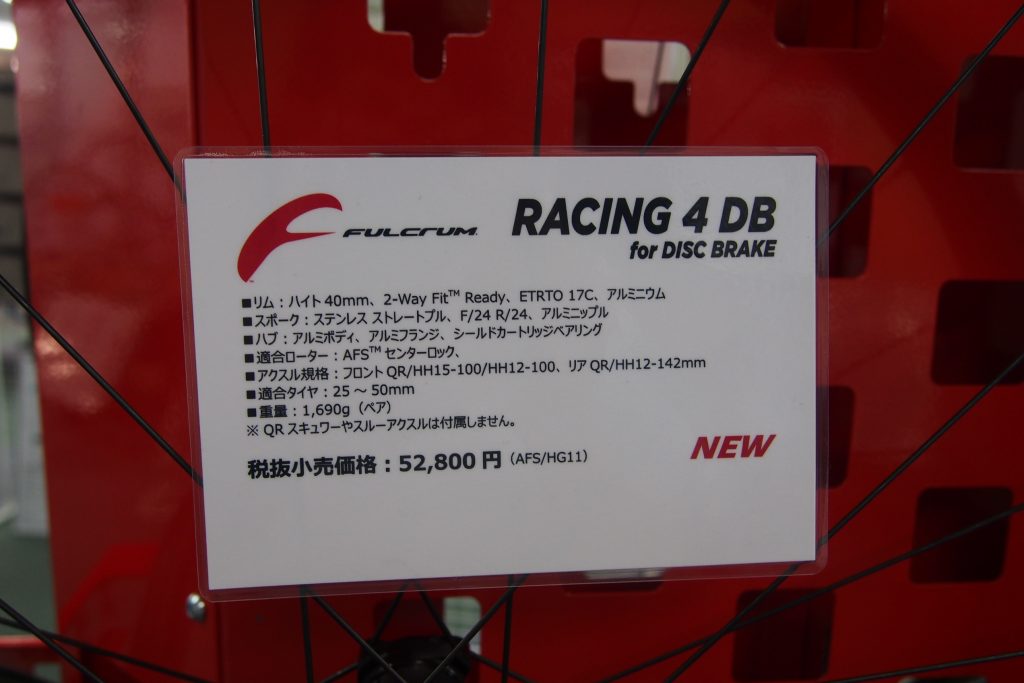 FULCRUM
RACING 4 DB
for DISC BRAKE
■リム：ハイト 40mm、2-Way Fit™ Ready、ETRTO 17C、アルミニウム
■スポーク：ステンレス ストレートプル、F/24 R/24、アルミニップル
■ハブ：アルミボディ、アルミフランジ、シールドカートリッジベアリング
■適合ローター：AFS™ センターロック、
■アクスル規格：フロント QR/HH15-100/HH12-100、リア QR/HH12-142mm
■適合タイヤ：25 ～ 50mm
■重量：1,690g（ペア）
※ QR スキュワーやスルーアクスルは付属しません。
税抜小売価格：52,800 円（AFS/HG11）
NEW